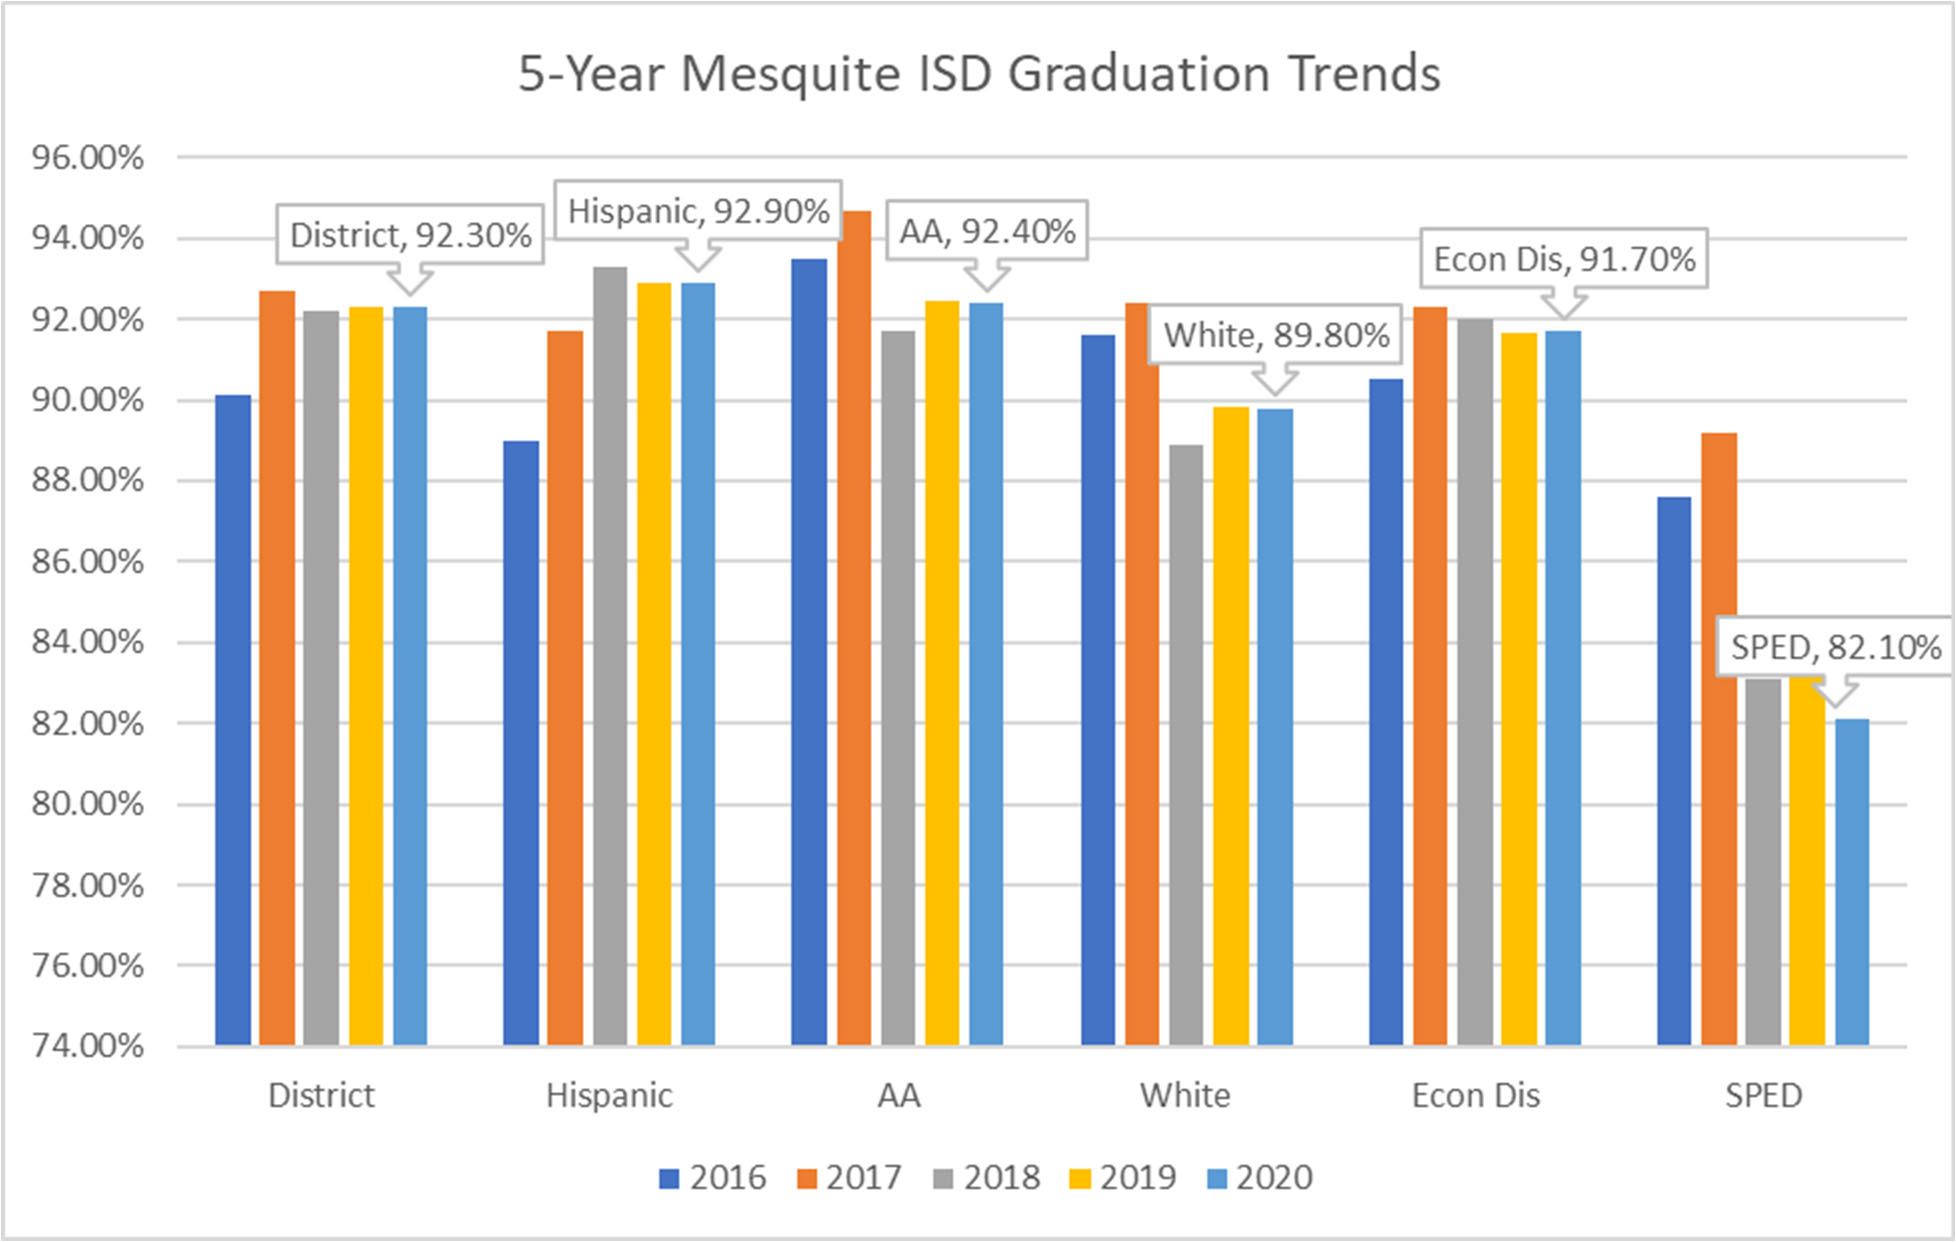 5-Year Mesquite ISD Graduation Trends
96.00%
94.00%
92.00%
90.00%
88.00%
86.00%
84.00%
82.00%
80.00%
78.00%
76.00%
74.00%
District, 92.30%
Hispanic, 92.90%
AA, 92.40%
White, 89.80%
Econ Dis, 91.70%
SPED, 82.10%
District
Hispanic
AA
White
Econ Dis
SPED
2016 2017 2018 2019 2020